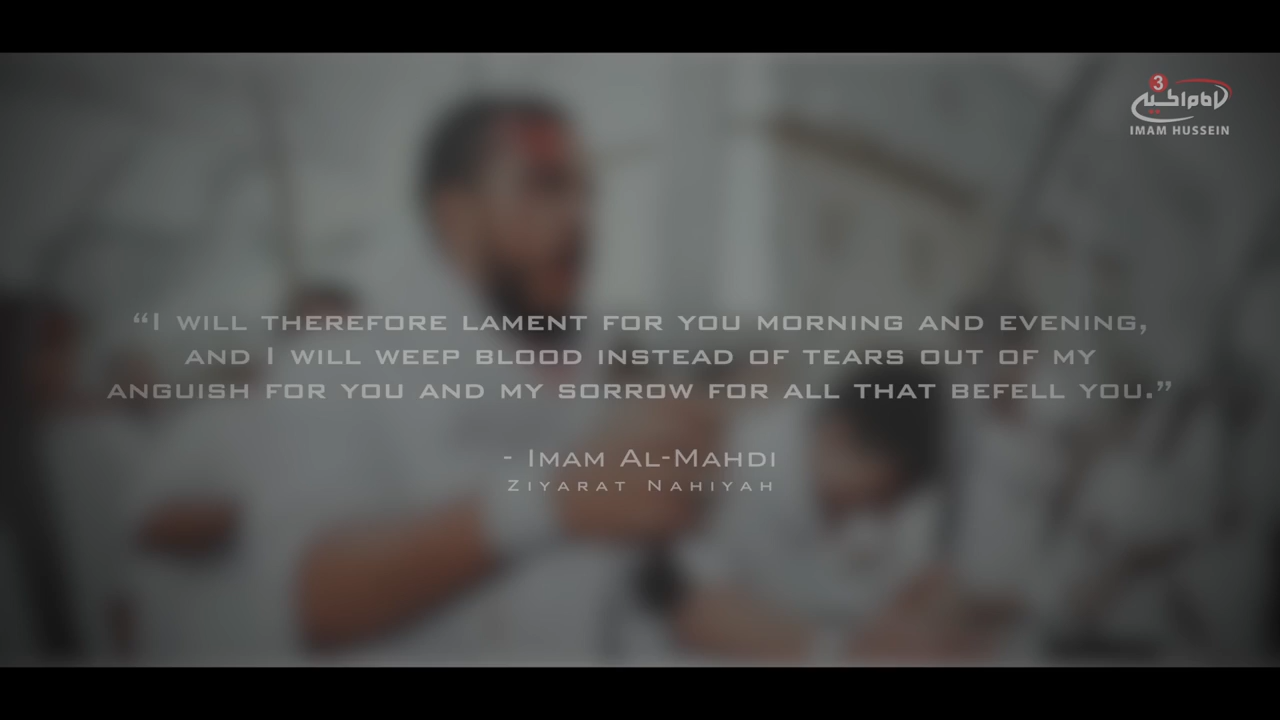 3
IMAM HUSSEIN
“I WILL THEREFORE LAMENT FOR YOU MORNING AND EVENING,
AND I WILL WEEP BLOOD INSTEAD OF TEARS OUT OF MY
ANGUISH FOR YOU AND MY SORROW FOR ALL THAT BEFELL YOU.”
- IMAM AL-MAHDI
ZIYARAT NAHIYAH